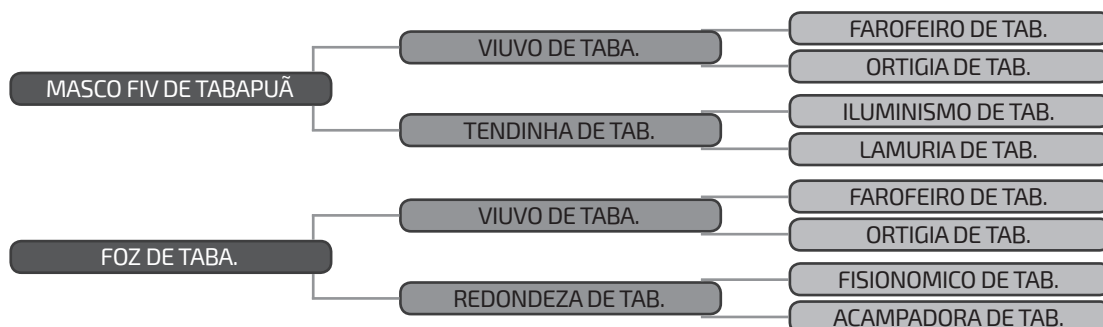 FAROFEIRO DE TAB.
VIUVO DE TABA.
ORTIGIA DE TAB.
MASCO FIV DE TABAPUÃ
ILUMINISMO DE TAB.
TENDINHA DE TAB.
LAMURIA DE TAB.
FAROFEIRO DE TAB.
VIUVO DE TABA.
ORTIGIA DE TAB.
FOZ DE TABA.
FISIONOMICO DE TAB.
REDONDEZA DE TAB.
ACAMPADORA DE TAB.